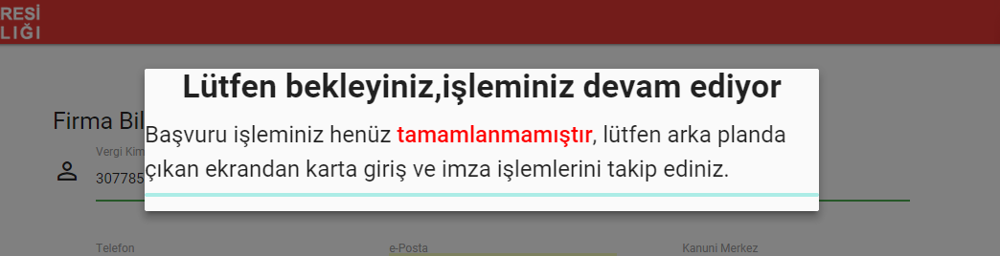 RESİ
LIĞI
Lütfen bekleyiniz,işleminiz devam ediyor
Firma Bil
Başvuru işleminiz henüz tamamlanmamıştır, lütfen arka planda
Vergi Kim
çıkan ekrandan karta giriş ve imza işlemlerini takip ediniz.
307785
Telefon e-Posta Kanuni Merkez